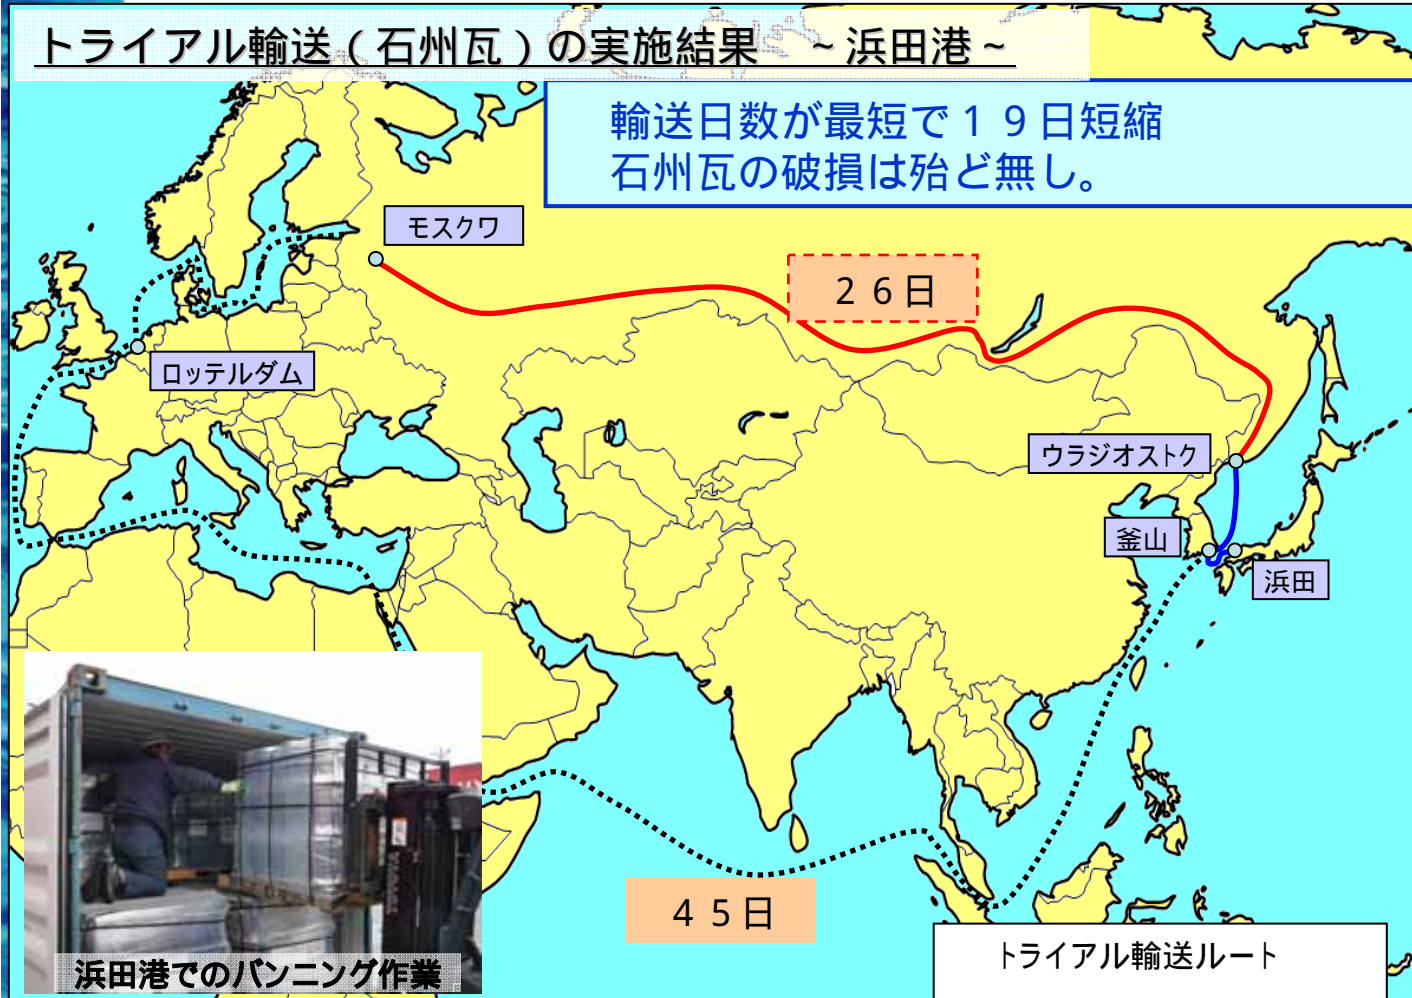 トライアル輸送（石州瓦）の実施結果　～浜田港～
輸送日数が最短で１９日短縮
石州瓦の破損は殆ど無し。
モスクワ
２６日
ロッテルダム
ウラジオストク
釜山
浜田
４５日
浜田港でのバンニング作業
トライアル輸送ルート